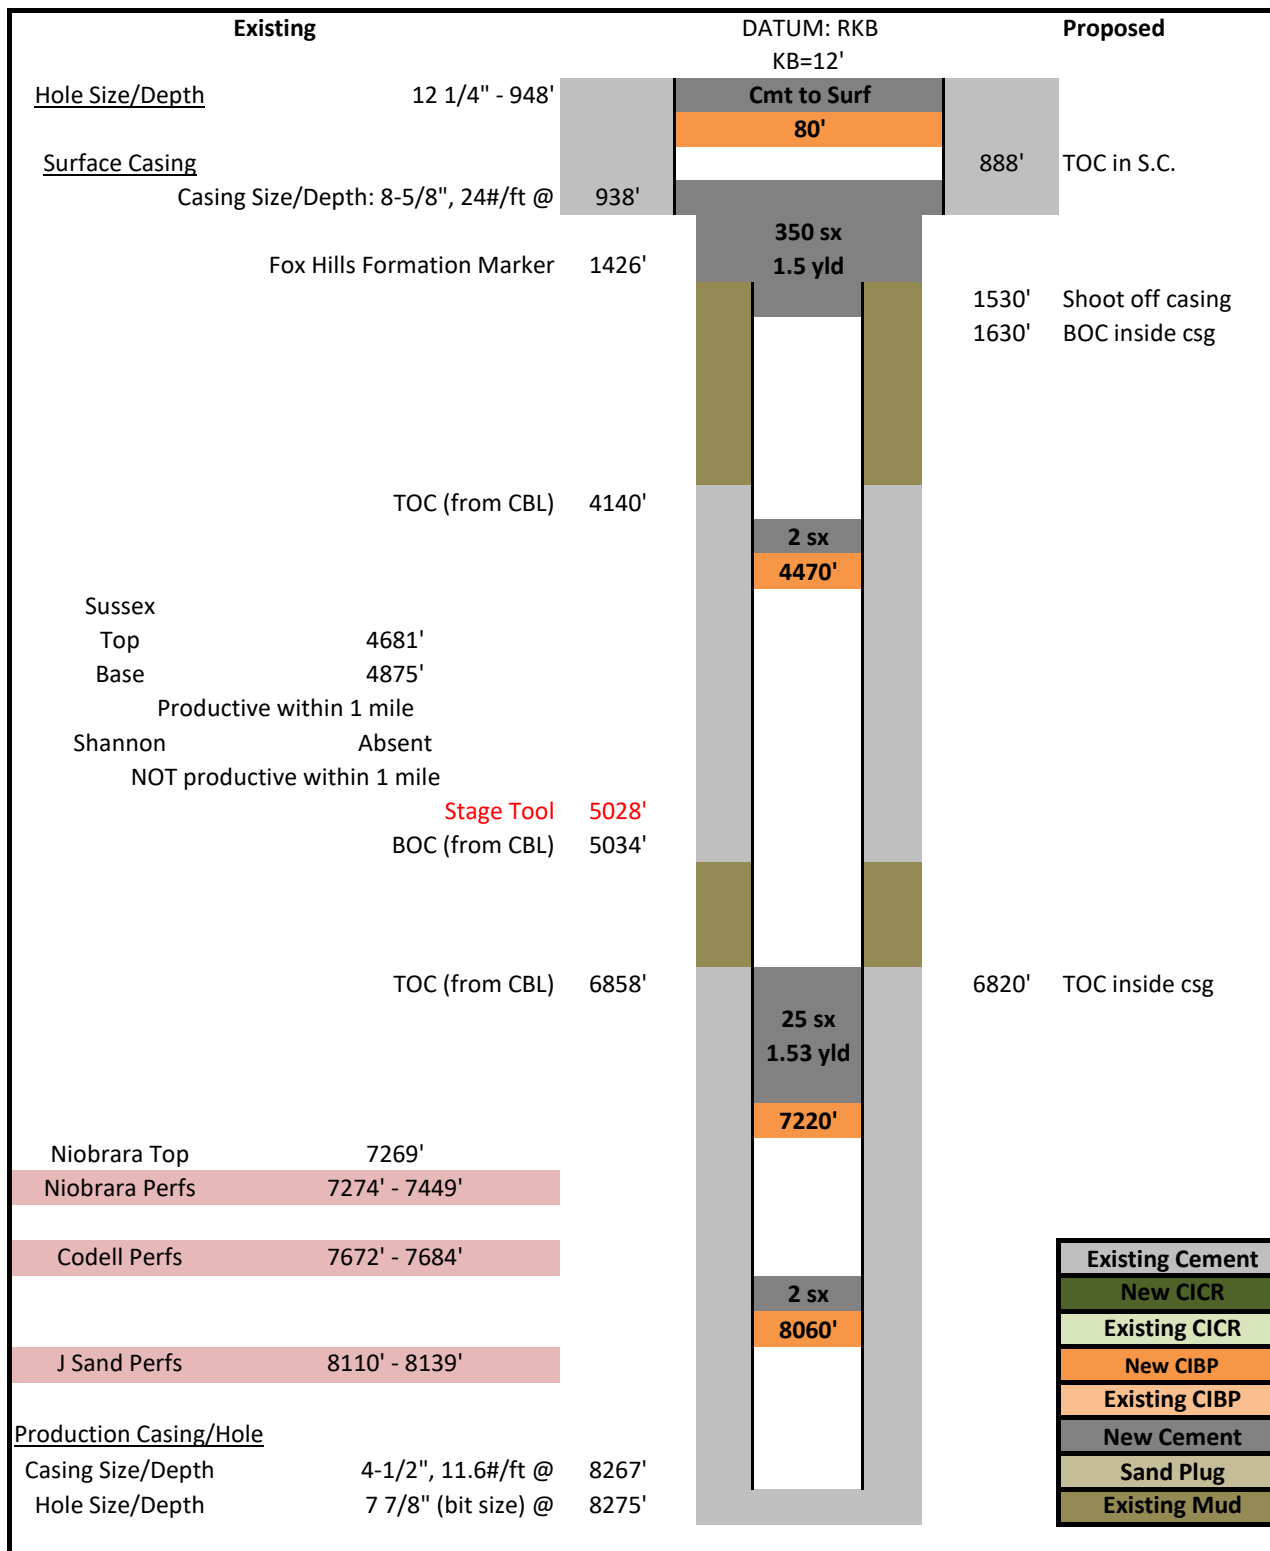 Existing DATUM: RKB Proposed
KB=12'
Hole Size/Depth 12 1/4" - 948' Cmt to Surf
80'
Surface Casing 888' TOC in S.C.
Casing Size/Depth: 8-5/8", 24#/ft @ 938'
350 sx
Fox Hills Formation Marker 1426' 1.5 yld
1530' Shoot off casing
1630' BOC inside csg
TOC (from CBL) 4140'
2 sx
4470'
Sussex
Top 4681'
Base 4875'
Productive within 1 mile
Shannon Absent
NOT productive within 1 mile
Stage Tool 5028'
BOC (from CBL) 5034'
TOC (from CBL) 6858' 6820' TOC inside csg
25 sx
1.53 yld
7220'
Niobrara Top 7269'
Niobrara Perfs 7274' - 7449'
Codell Perfs 7672' - 7684' Existing Cement
2 sx New CICR
8060' Existing CICR
J Sand Perfs 8110' - 8139' New CIBP
Existing CIBP
Production Casing/Hole New Cement
Casing Size/Depth 4-1/2", 11.6#/ft @ 8267' Sand Plug
Hole Size/Depth 7 7/8" (bit size) @ 8275' Existing Mud